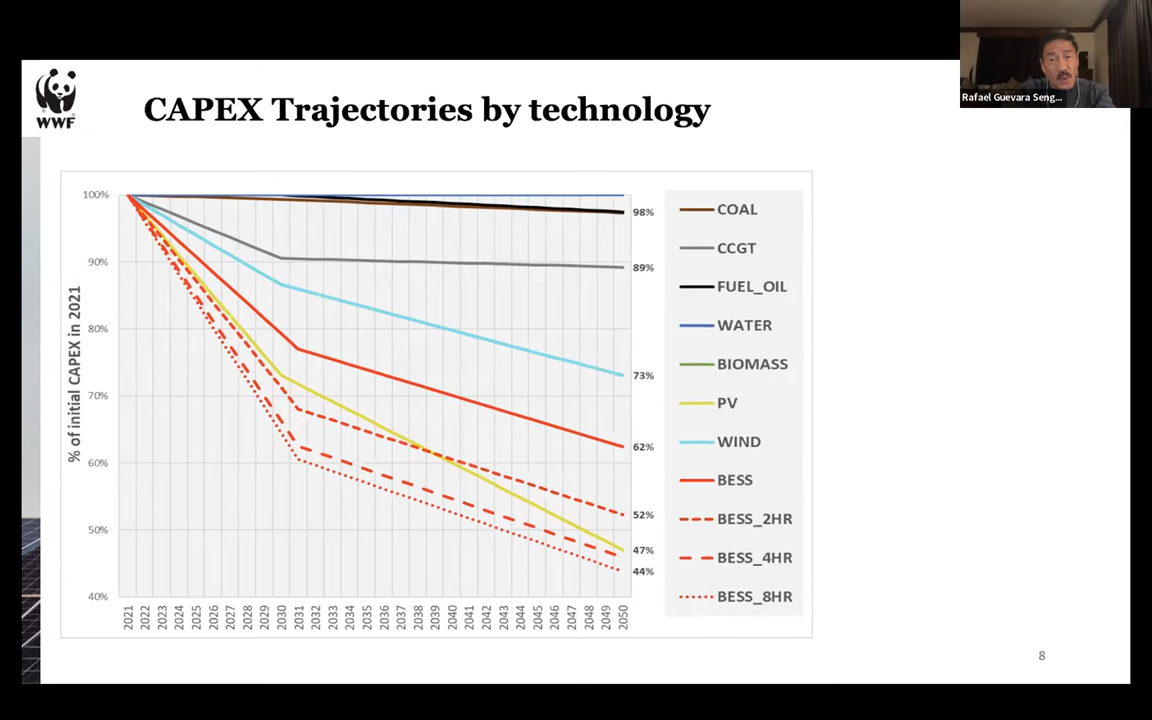 Rafael Guevara Seng...
WWF
CAPEX Trajectories by technology
% of initial CAPEX in 2021
100%
90%
80%
70%
60%
50%
40%
2021 2022 2023 2024 2025 2026 2027 2028 2029 2030 2031 2032 2033 2034 2035 2036 2037 2038 2039 2040 2041 2042 2043 2044 2045 2046 2047 2048 2049 2050
98%
89%
73%
62%
52%
47%
44%
COAL
CCGT
FUEL_OIL
WATER
BIOMASS
PV
WIND
BESS
BESS_2HR
BESS_4HR
BESS_8HR
8